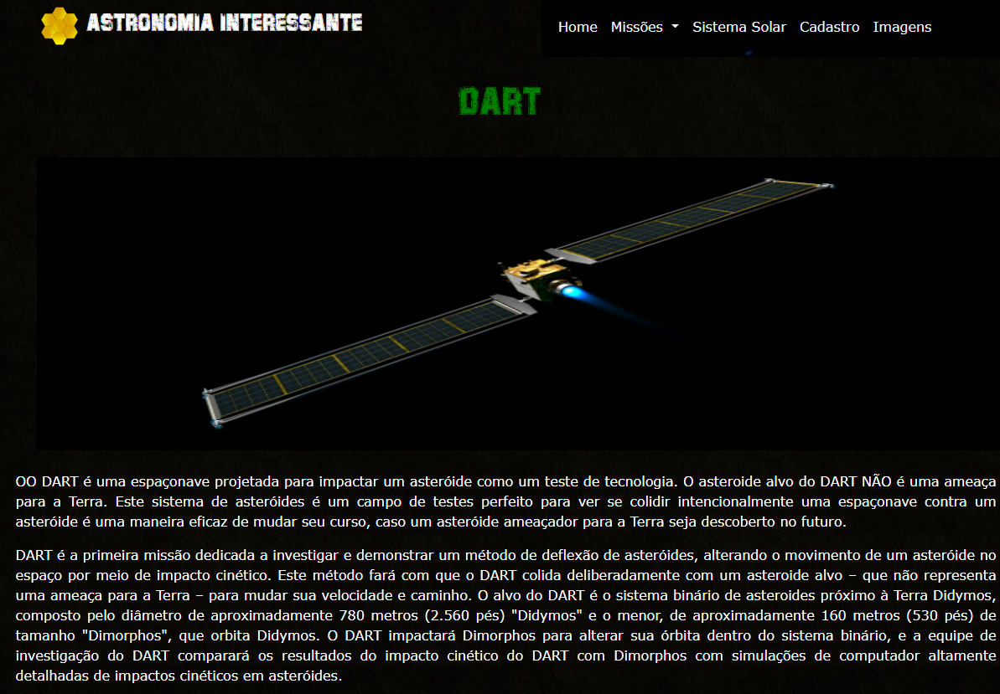 ASTRONOMIA INTERESSANTE
Home Missões Sistema Solar Cadastro Imagens
DART
OO DART é uma espaçonave projetada para impactar um asteróide como um teste de tecnologia. O asteroide alvo do DART NÃO é uma ameaça
para a Terra. Este sistema de asteróides é um campo de testes perfeito para ver se colidir intencionalmente uma espaçonave contra um
asteróide é uma maneira eficaz de mudar seu curso, caso um asteróide ameaçador para a Terra seja descoberto no futuro.
DART é a primeira missão dedicada a investigar e demonstrar um método de deflexão de asteróides, alterando o movimento de um asteróide no
espaço por meio de impacto cinético. Este método fará com que o DART colida deliberadamente com um asteroide alvo – que não representa
uma ameaça para a Terra – para mudar sua velocidade e caminho. O alvo do DART é o sistema binário de asteroides próximo à Terra Didymos,
composto pelo diâmetro de aproximadamente 780 metros (2.560 pés) "Didymos" e o menor, de aproximadamente 160 metros (530 pés) de
tamanho "Dimorphos", que orbita Didymos. O DART impactará Dimorphos para alterar sua órbita dentro do sistema binário, e a equipe de
investigação do DART comparará os resultados do impacto cinético do DART com Dimorphos com simulações de computador altamente
detalhadas de impactos cinéticos em asteróides.